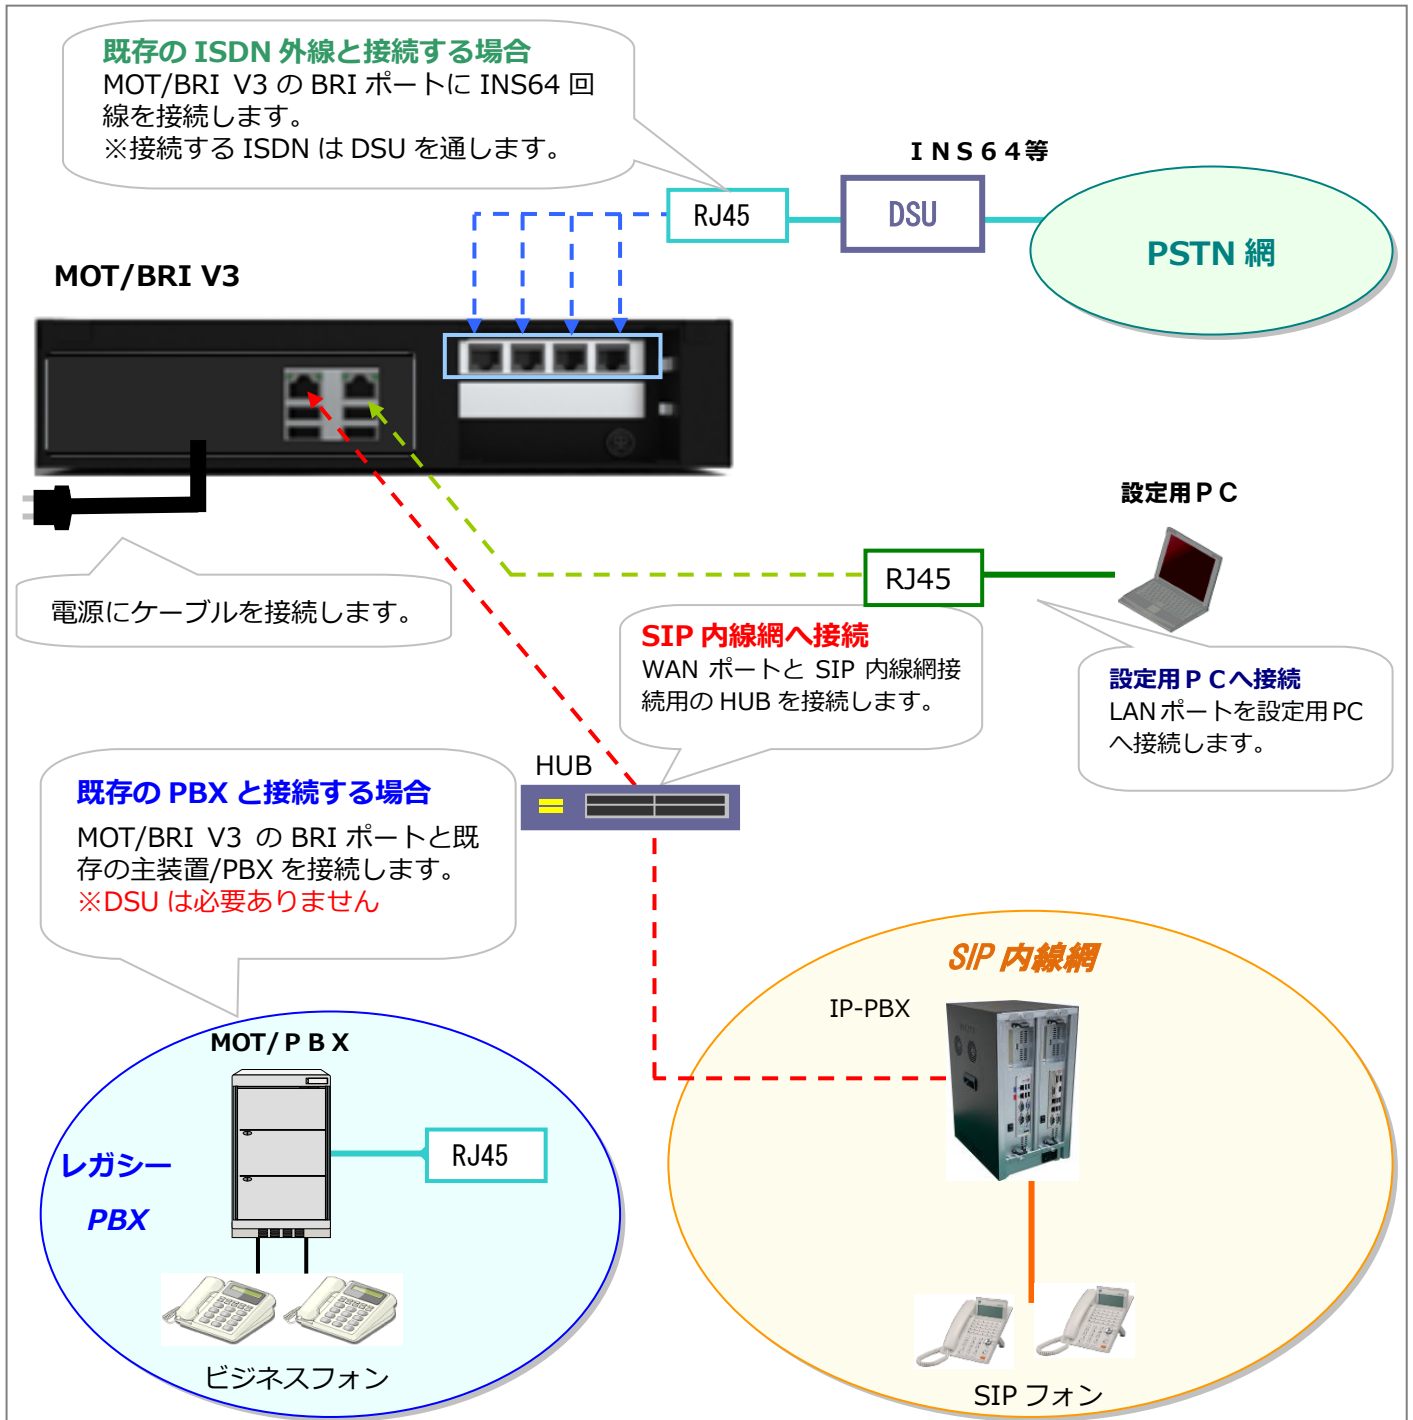 既存の ISDN 外線と接続する場合
MOT/BRI V3 の BRI ポートに INS64 回
線を接続します。
※接続する ISDN は DSU を通します。
ＩＮＳ６４等
RJ45
DSU
PSTN 網
MOT/BRI V3
設定用ＰＣ
RJ45
電源にケーブルを接続します。
SIP 内線網へ接続
WAN ポートと SIP 内線網接
続用の HUB を接続します。
設定用ＰＣへ接続
LAN ポートを設定用 PC
へ接続します。
HUB
既存の PBX と接続する場合
MOT/BRI V3 の BRI ポートと既
存の主装置/PBX を接続します。
※DSU は必要ありません
SIP 内線網
IP-PBX
MOT/ＰＢＸ
RJ45
レガシー
PBX
ビジネスフォン
SIP フォン